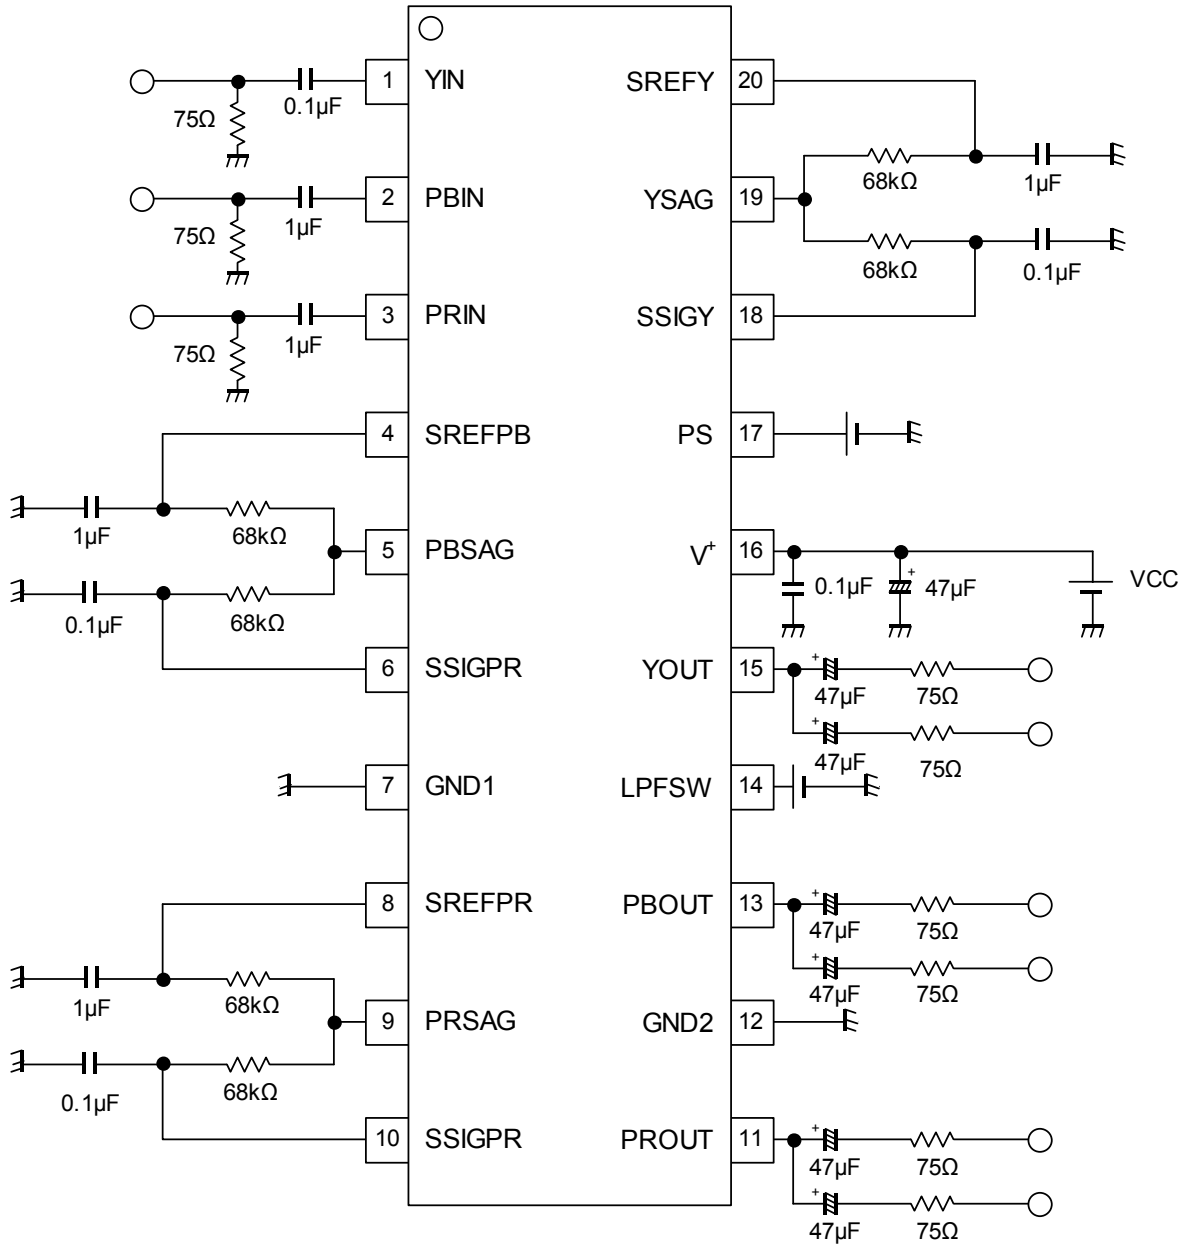 1 YIN
0.1µF
75Ω
2 PBIN
1µF
75Ω
3 PRIN
1µF
75Ω
4 SREFPB
1µF
68kΩ
5 PBSAG
0.1µF
68kΩ
6 SSIGPR
7 GND1
8 SREFPR
1µF
68kΩ
9 PRSAG
0.1µF
68kΩ
10 SSIGPR
SREFY 20
68kΩ
1µF
YSAG 19
68kΩ
0.1µF
SSIGY 18
PS 17
V+ 16
0.1µF
+
47µF
VCC
YOUT 15
+
47µF
75Ω
+
47µF
75Ω
LPFSW 14
PBOUT 13
+
47µF
75Ω
+
47µF
75Ω
GND2 12
PROUT 11
+
47µF
75Ω
+
47µF
75Ω